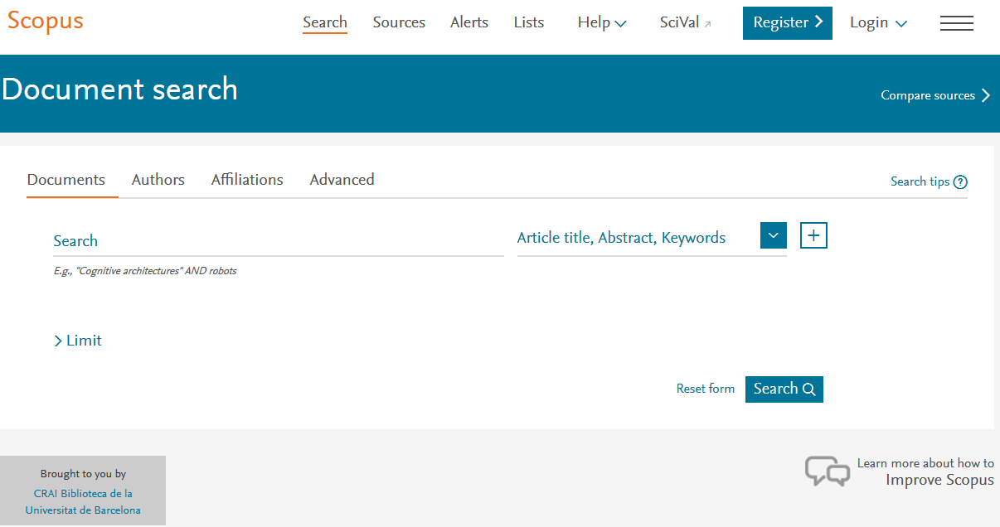 Scopus
Search Sources Alerts Lists Help SciVal Register Login
Document search
Compare sources
Documents Authors Affiliations Advanced
Search tips ?
Search
Article title, Abstract, Keywords
E.g., "Cognitive architectures" AND robots
Limit
Reset form Search
Brought to you by
CRAI Biblioteca de la
Universitat de Barcelona
Learn more about how to
Improve Scopus